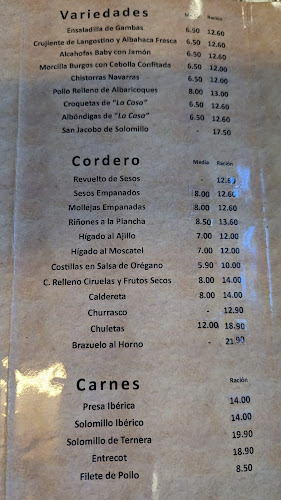 Variedades Media Ración
Ensaladilla de Gambas 6.50 12.60
Crujiente de Langostino y Albahaca Fresca 6.50 12.60
Alcahofas Baby con Jamón 6.50 12.60
Morcilla Burgos con Cebolla Confitada 6.50 12.00
Chistorras Navarras 6.50 12.60
Pollo Relleno de Albaricoques 8.00 13.00
Croquetas de "La Casa" 6.50 12.60
Albóndigas de "La Casa" 6.50 12.60
San Jacobo de Solomillo - 17.50
Cordero Media Ración
Revuelto de Sesos - 12.60
Sesos Empanados 8.00 12.60
Mollejas Empanadas 8.00 12.60
Riñones a la Plancha 8.50 13.60
Hígado al Ajillo 7.00 12.00
Hígado al Moscatel 7.00 12.00
Costillas en Salsa de Orégano 5.90 10.00
C. Relleno Ciruelas y Frutos Secos 8.00 14.00
Caldereta 8.00 14.00
Churrasco - 12.90
Chuletas 12.00 18.90
Brazuelo al Horno - 21.90
Carnes Ración
Presa Ibérica 14.00
Solomillo Ibérico 14.00
Solomillo de Ternera 19.90
Entrecot 18.90
Filete de Pollo 8.50